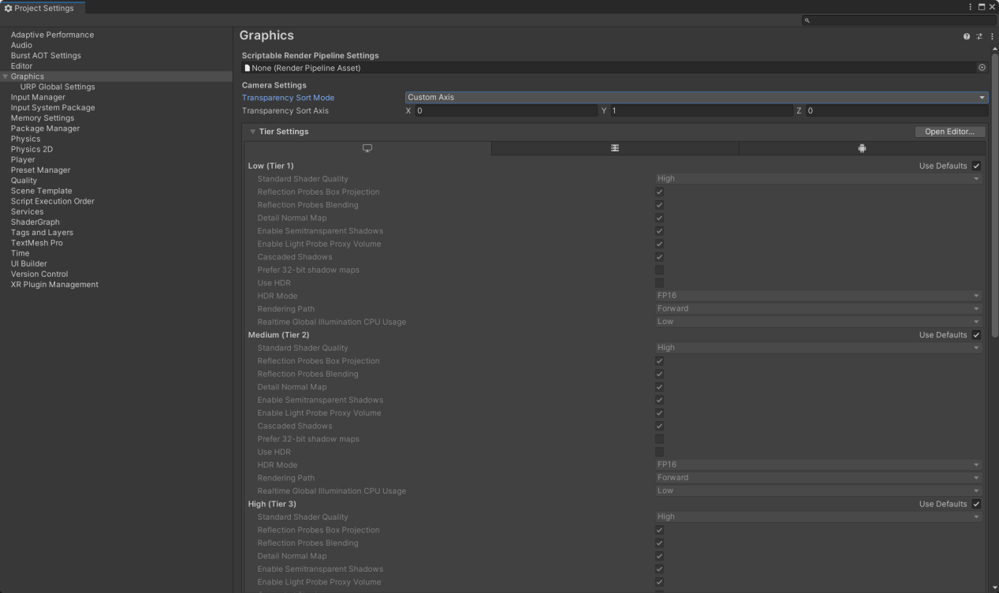 Project Settings
Adaptive Performance
Audio
Burst AOT Settings
Editor
Graphics
URP Global Settings
Input Manager
Input System Package
Memory Settings
Package Manager
Physics
Physics 2D
Player
Preset Manager
Quality
Scene Template
Script Execution Order
Services
ShaderGraph
Tags and Layers
TextMesh Pro
Time
UI Builder
Version Control
XR Plugin Management
Graphics
Scriptable Render Pipeline Settings
None (Render Pipeline Asset)
Camera Settings
Transparency Sort Mode Custom Axis
Transparency Sort Axis X 0 Y 1 Z 0
Tier Settings Open Editor...
Low (Tier 1) Use Defaults
Standard Shader Quality High
Reflection Probes Box Projection
Reflection Probes Blending
Detail Normal Map
Enable Semitransparent Shadows
Enable Light Probe Proxy Volume
Cascaded Shadows
Prefer 32-bit shadow maps
Use HDR
HDR Mode FP16
Rendering Path Forward
Realtime Global Illumination CPU Usage Low
Medium (Tier 2) Use Defaults
Standard Shader Quality High
Reflection Probes Box Projection
Reflection Probes Blending
Detail Normal Map
Enable Semitransparent Shadows
Enable Light Probe Proxy Volume
Cascaded Shadows
Prefer 32-bit shadow maps
Use HDR
HDR Mode FP16
Rendering Path Forward
Realtime Global Illumination CPU Usage Low
High (Tier 3) Use Defaults
Standard Shader Quality High
Reflection Probes Box Projection
Reflection Probes Blending
Detail Normal Map
Enable Semitransparent Shadows
Enable Light Probe Proxy Volume